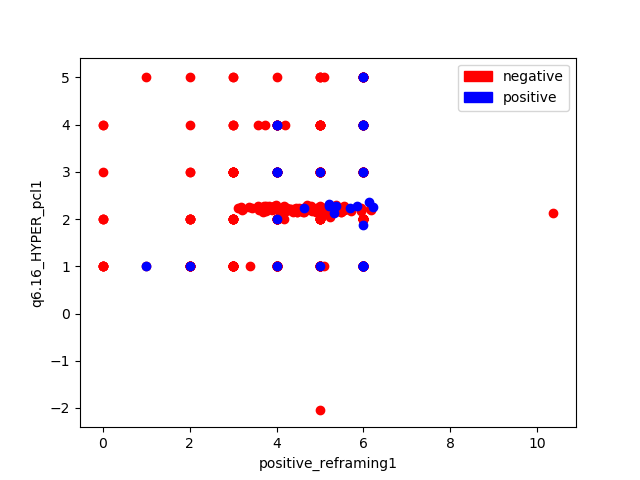 negative
positive
5
4
3
2
1
0
−1
−2
q6.16_HYPER_pcl1
0 2 4 6 8 10
positive_reframing1